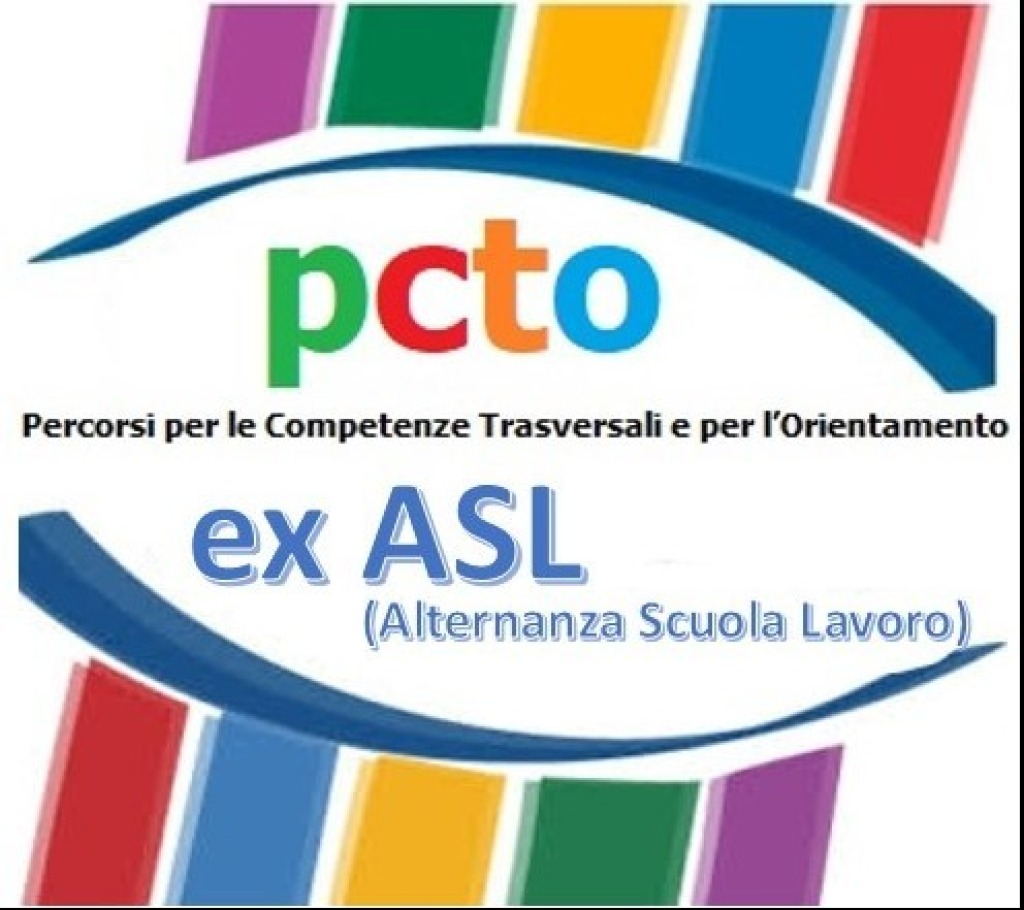 pcto
Percorsi per le Competenze Trasversali e per l'Orientamento
ex ASL
(Alternanza Scuola Lavoro)